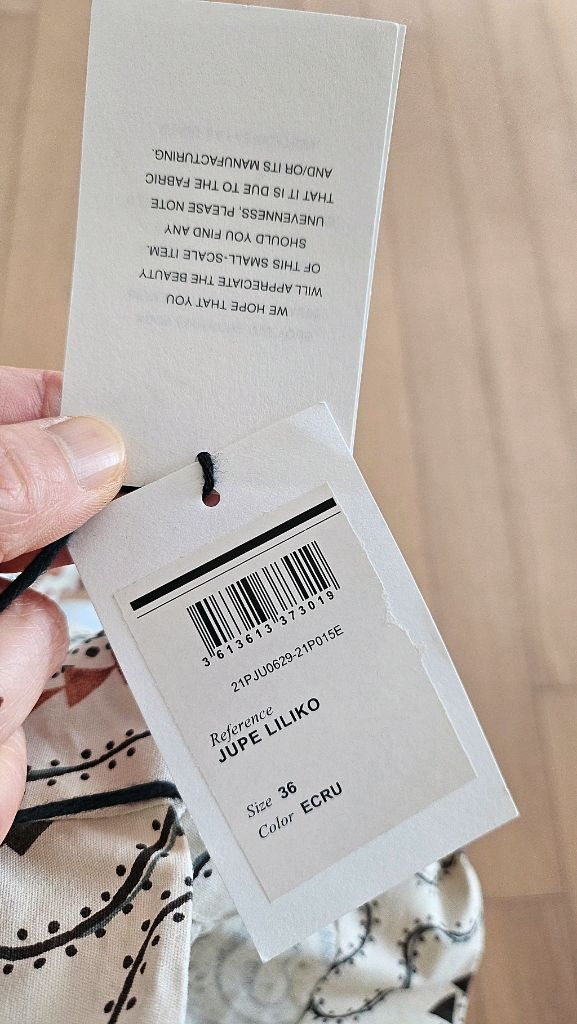 WE HOPE THAT YOU
WILL APPRECIATE THE BEAUTY
OF THIS SMALL-SCALE ITEM.
SHOULD YOU FIND ANY
UNEVENNESS, PLEASE NOTE
THAT IT IS DUE TO THE FABRIC
AND/OR ITS MANUFACTURING.
3 613613 373019
21PJU0629-21P015E
Reference
JUPE LILIKO
Size 36
Color ECRU